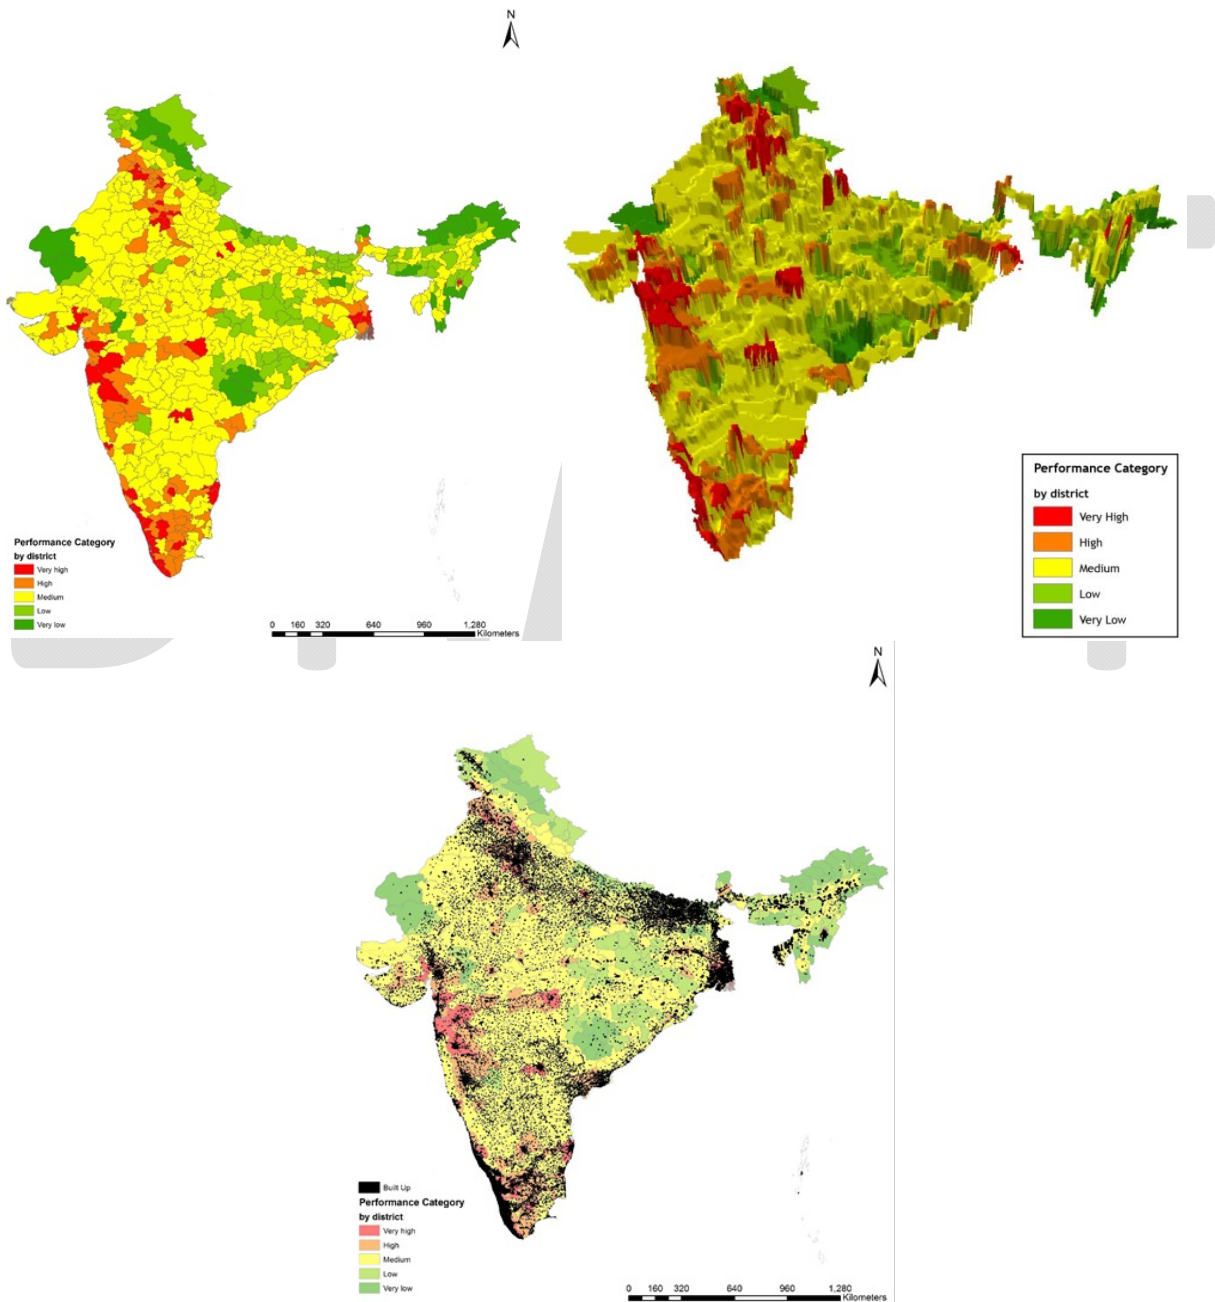 N
Performance Category
by district
Very high
High
Medium
Low
Very low
0 160 320 640 960 1,280
Kilometers
Performance Category
by district
Very High
High
Medium
Low
Very Low
N
Built Up
Performance Category
by district
Very high
High
Medium
Low
Very low
0 160 320 640 960 1,280
Kilometers